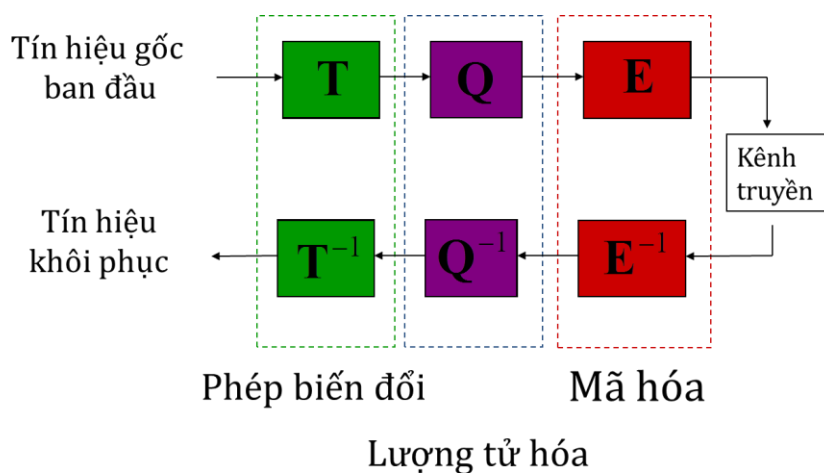 Tín hiệu gốc
ban đầu
T
Q
E
Kênh
truyền
Tín hiệu
khôi phục
T⁻¹
Q⁻¹
E⁻¹
Phép biến đổi
Mã hóa
Lượng tử hóa